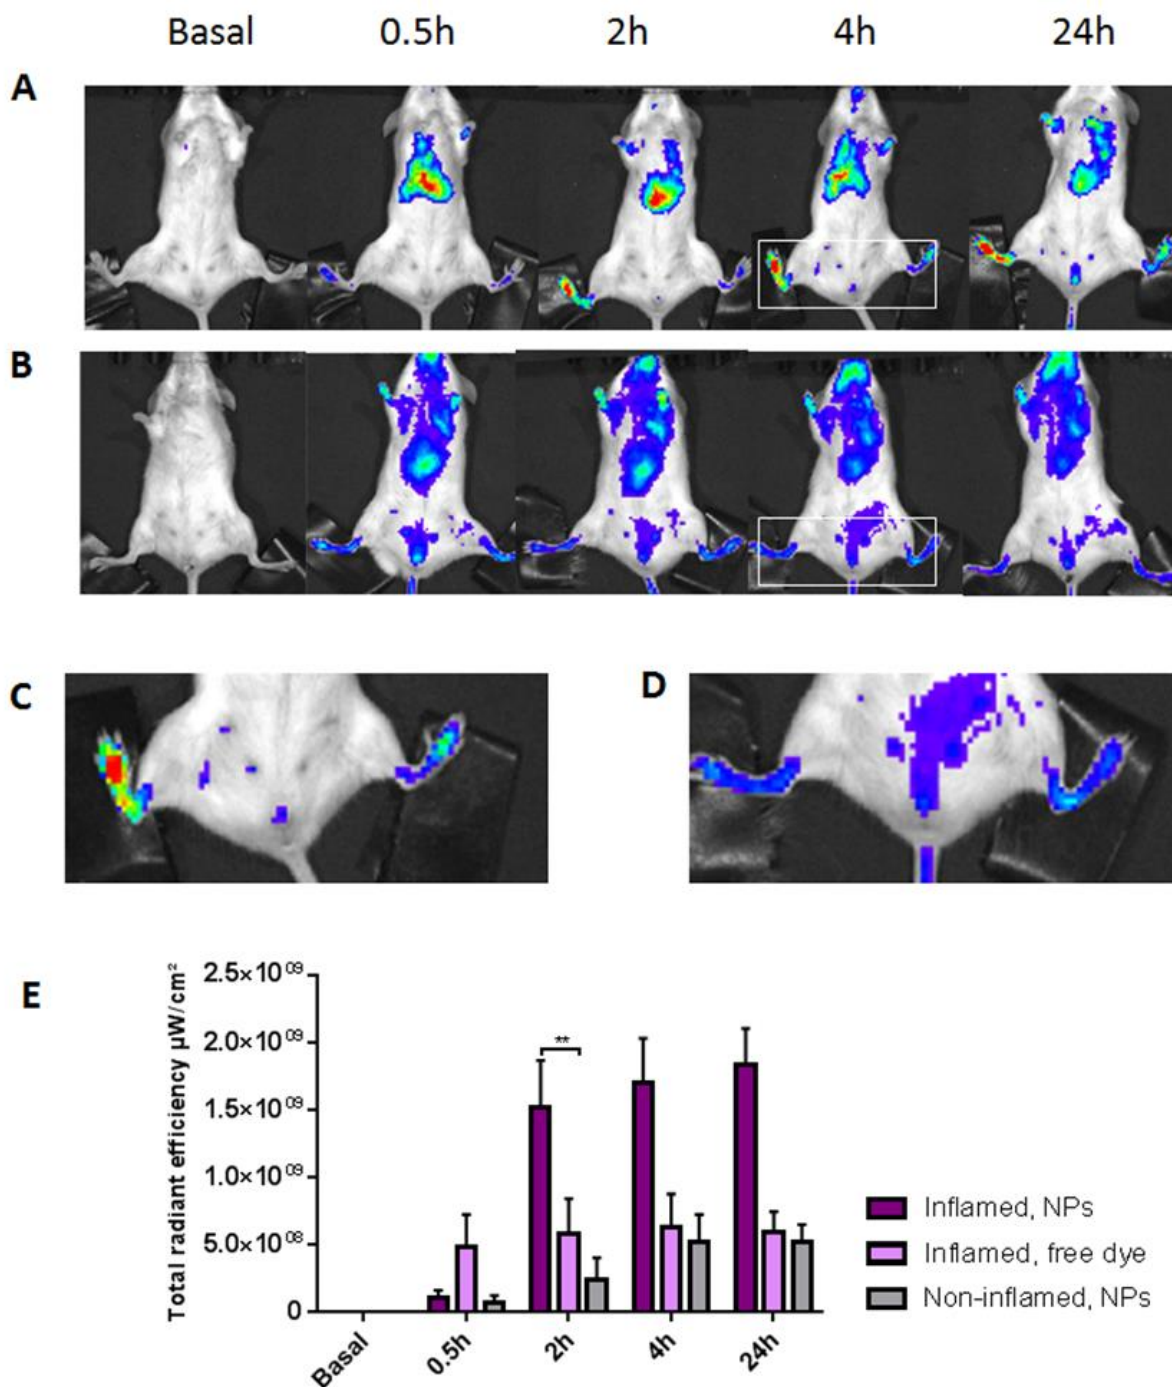 Basal 0.5h 2h 4h 24h
A
B
C D
E
Total radiant efficiency µW/cm²
2.5×10⁰⁹
2.0×10⁰⁹
1.5×10⁰⁹
1.0×10⁰⁹
5.0×10⁰⁸
0
**
Basal 0.5h 2h 4h 24h
Inflamed, NPs
Inflamed, free dye
Non-inflamed, NPs